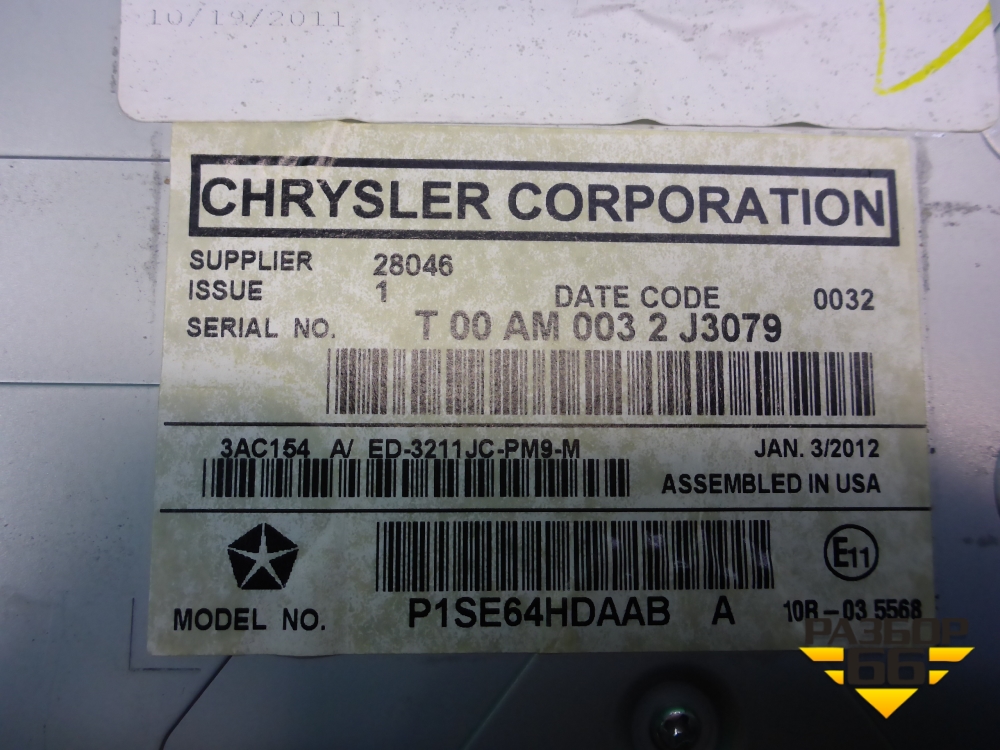 10/19/2011
CHRYSLER CORPORATION
SUPPLIER 28046
ISSUE 1 DATE CODE 0032
SERIAL NO. T 00 AM 003 2 J3079
3AC154 A/ ED-3211JC-PM9-M JAN. 3/2012
ASSEMBLED IN USA
E11
MODEL NO. P1SE64HDAAB A 10R-03 5568
РАЗБОР
66